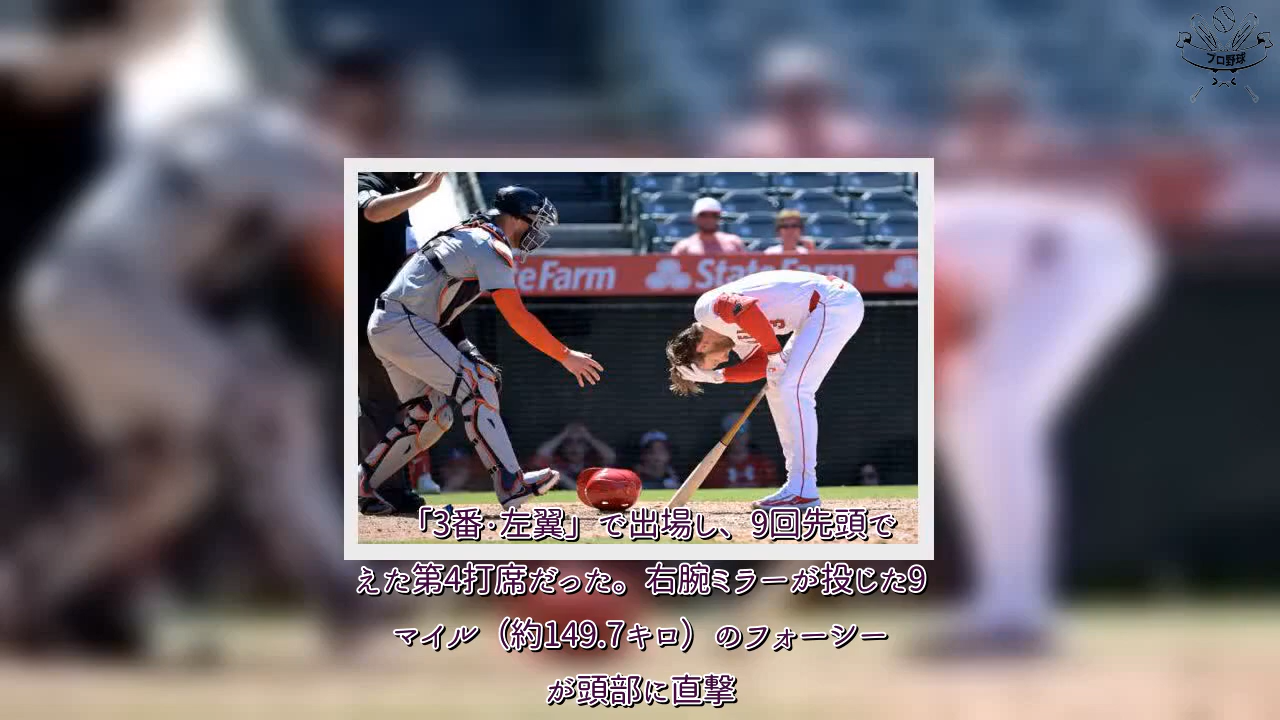 プロ野球
teFarm
StateFarm
3
「3番·左翼」で出場し、9回先頭で
えた第4打席だった。右腕ミラーが投じた9
マイル（約149.7キロ）のフォーシー
が頭部に直撃